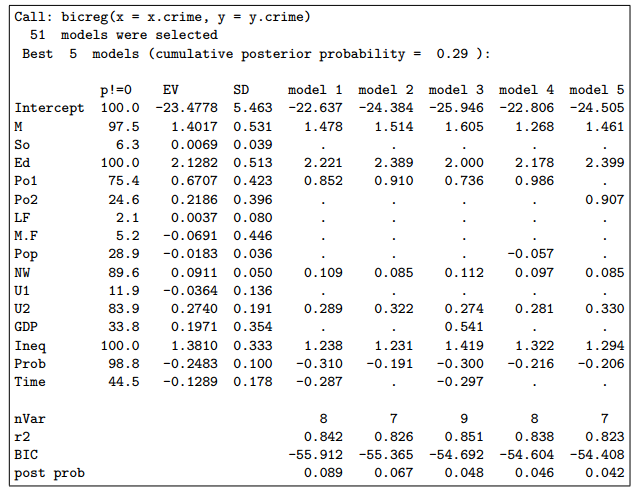 Call: bicreg(x = x.crime, y = y.crime)
51 models were selected
Best 5 models (cumulative posterior probability = 0.29 ):
p!=0 EV SD model 1 model 2 model 3 model 4 model 5
Intercept 100.0 -23.4778 5.463 -22.637 -24.384 -25.946 -22.806 -24.505
M 97.5 1.4017 0.531 1.478 1.514 1.605 1.268 1.461
So 6.3 0.0069 0.039 . . . . .
Ed 100.0 2.1282 0.513 2.221 2.389 2.000 2.178 2.399
Po1 75.4 0.6707 0.423 0.852 0.910 0.736 0.986 .
Po2 24.6 0.2186 0.396 . . . . 0.907
LF 2.1 0.0037 0.080 . . . . .
M.F 5.2 -0.0691 0.446 . . . . .
Pop 28.9 -0.0183 0.036 . . . -0.057 .
NW 89.6 0.0911 0.050 0.109 0.085 0.112 0.097 0.085
U1 11.9 -0.0364 0.136 . . . . .
U2 83.9 0.2740 0.191 0.289 0.322 0.274 0.281 0.330
GDP 33.8 0.1971 0.354 . . 0.541 . .
Ineq 100.0 1.3810 0.333 1.238 1.231 1.419 1.322 1.294
Prob 98.8 -0.2483 0.100 -0.310 -0.191 -0.300 -0.216 -0.206
Time 44.5 -0.1289 0.178 -0.287 . -0.297 . .
nVar 8 7 9 8 7
r2 0.842 0.826 0.851 0.838 0.823
BIC -55.912 -55.365 -54.692 -54.604 -54.408
post prob 0.089 0.067 0.048 0.046 0.042